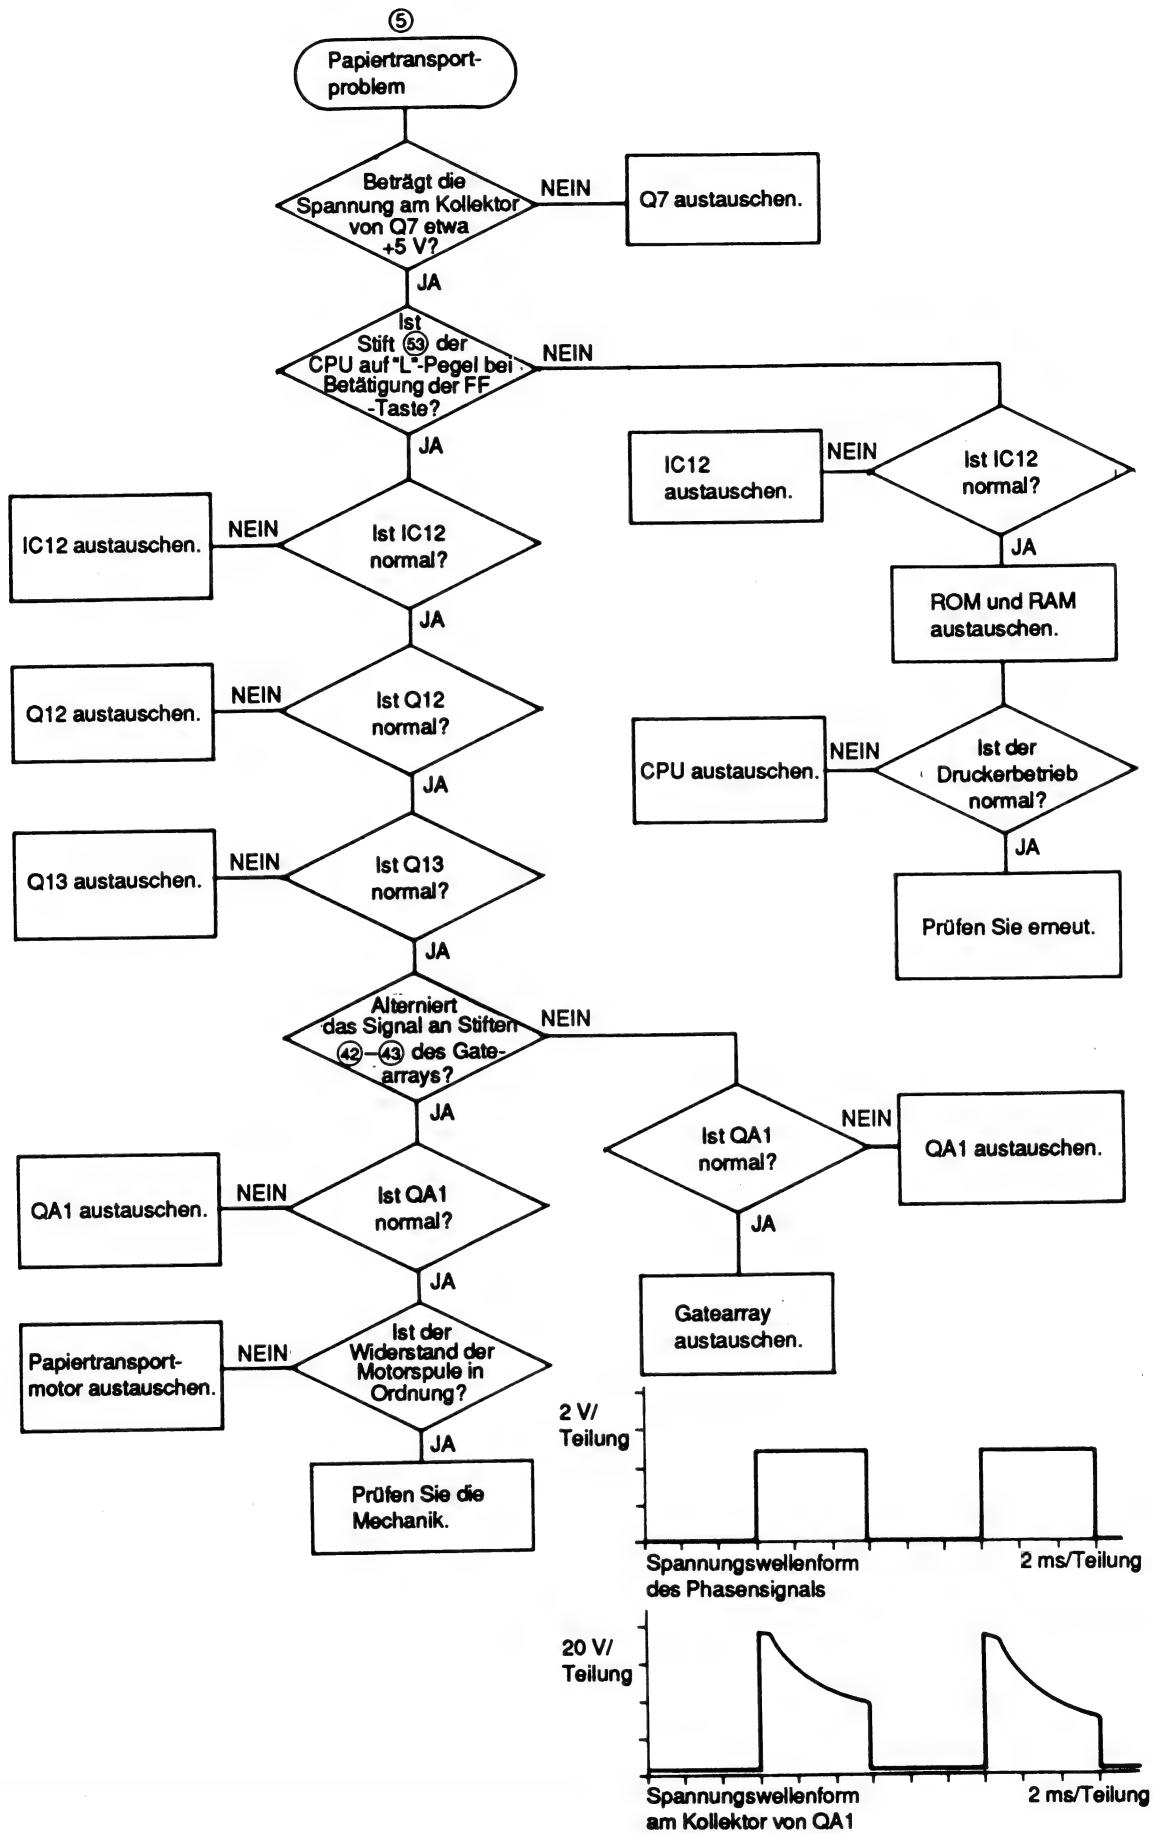 5
Papiertransport-
problem
Beträgt die
Spannung am Kollektor
von Q7 etwa
+5 V?
NEIN
Q7 austauschen.
JA
Ist
Stift 53 der
CPU auf "L"-Pegel bei
Betätigung der FF
-Taste?
NEIN
JA
IC12
austauschen.
NEIN
Ist IC12
normal?
JA
IC12 austauschen.
NEIN
Ist IC12
normal?
JA
ROM und RAM
austauschen.
Q12 austauschen.
NEIN
Ist Q12
normal?
JA
CPU austauschen.
NEIN
Ist der
Druckerbetrieb
normal?
JA
Q13 austauschen.
NEIN
Ist Q13
normal?
JA
Prüfen Sie erneut.
Alterniert
das Signal an Stiften
42–43 des Gate-
arrays?
NEIN
JA
Ist QA1
normal?
NEIN
QA1 austauschen.
JA
QA1 austauschen.
NEIN
Ist QA1
normal?
JA
Gatearray
austauschen.
Papiertransport-
motor austauschen.
NEIN
Ist der
Widerstand der
Motorspule in
Ordnung?
JA
Prüfen Sie die
Mechanik.
2 V/
Teilung
Spannungswellenform
des Phasensignals
2 ms/Teilung
20 V/
Teilung
Spannungswellenform
am Kollektor von QA1
2 ms/Teilung